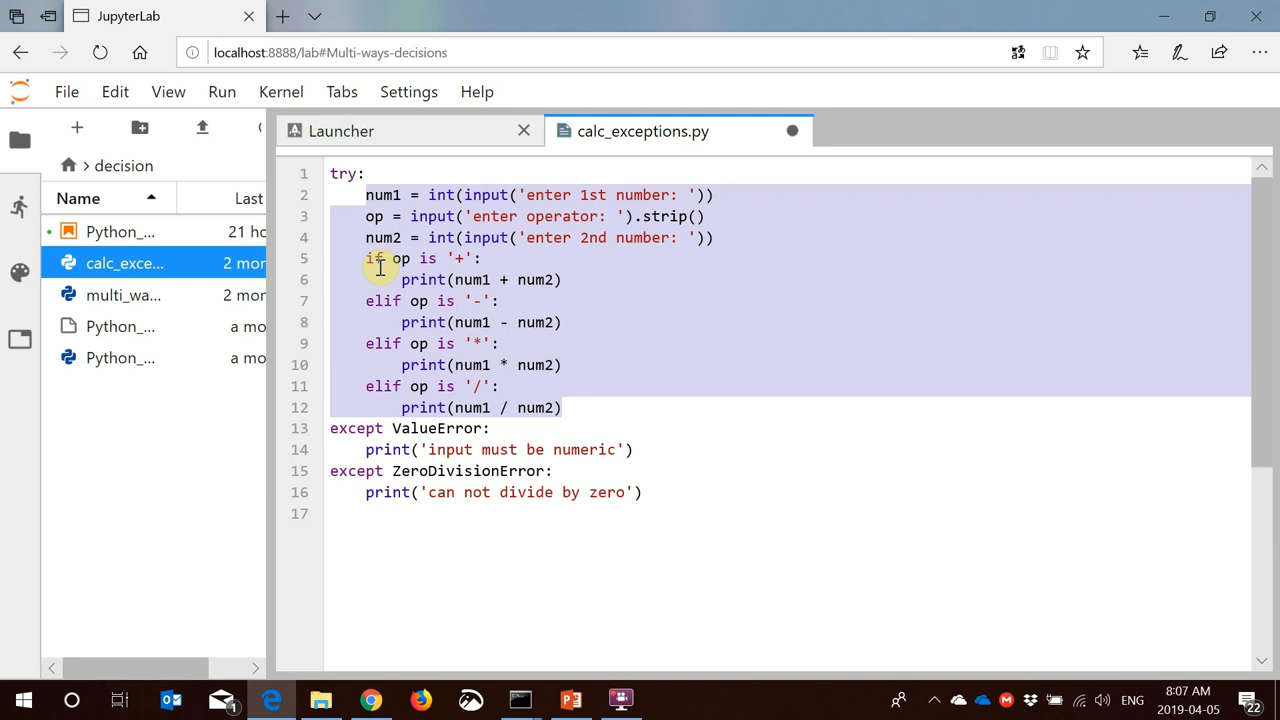 JupyterLab
localhost:8888/lab#Multi-ways-decisions
File Edit View Run Kernel Tabs Settings Help
Launcher
calc_exceptions.py
decision
Name Last
Python_... 21 ho
calc_exce... 2 mor
multi_wa... 2 mor
Python_... a mo
Python_... a mo
1 try:
2 num1 = int(input('enter 1st number: '))
3 op = input('enter operator: ').strip()
4 num2 = int(input('enter 2nd number: '))
5 if op is '+':
6 print(num1 + num2)
7 elif op is '-':
8 print(num1 - num2)
9 elif op is '*':
10 print(num1 * num2)
11 elif op is '/':
12 print(num1 / num2)
13 except ValueError:
14 print('input must be numeric')
15 except ZeroDivisionError:
16 print('can not divide by zero')
17
1
ENG
8:07 AM
2019-04-05
22